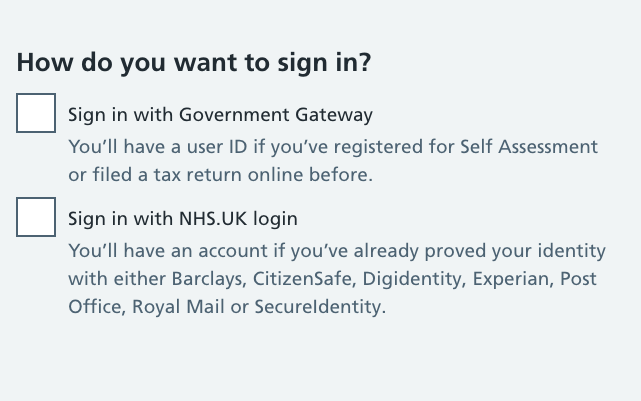 How do you want to sign in?
Sign in with Government Gateway
You’ll have a user ID if you’ve registered for Self Assessment
or filed a tax return online before.
Sign in with NHS.UK login
You’ll have an account if you’ve already proved your identity
with either Barclays, CitizenSafe, Digidentity, Experian, Post
Office, Royal Mail or SecureIdentity.